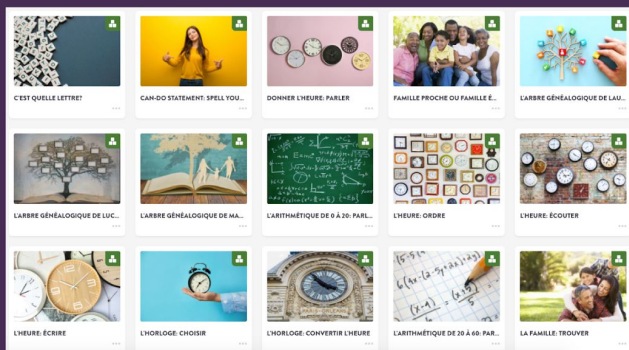 C'EST QUELLE LETTRE?
CAN-DO STATEMENT: SPELL YOU...
DONNER L'HEURE: PARLER
FAMILLE PROCHE OU FAMILLE É...
L'ARBRE GÉNÉALOGIQUE DE LAU...
L'ARBRE GÉNÉALOGIQUE DE LUC...
L'ARBRE GÉNÉALOGIQUE DE MA...
L'ARITHMÉTIQUE DE 0 À 20: PARL...
L'HEURE: ORDRE
L'HEURE: ÉCOUTER
L'HEURE: ÉCRIRE
L'HORLOGE: CHOISIR
L'HORLOGE: CONVERTIR L'HEURE
L'ARITHMÉTIQUE DE 20 À 60: PAR...
LA FAMILLE: TROUVER